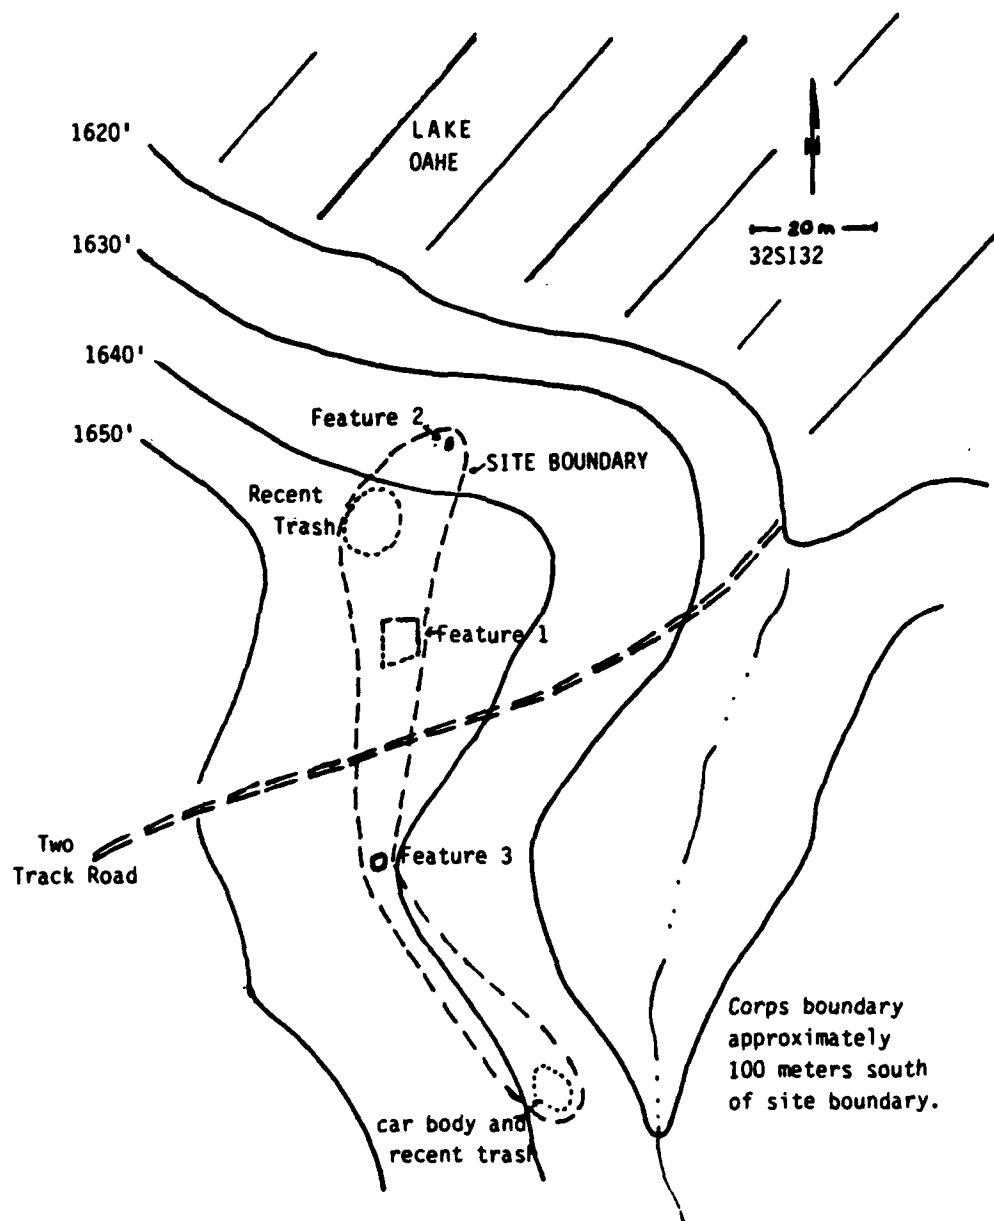 1620'
LAKE
OAHE
N
1630'
20 m
32SI32
1640'
1650'
Feature 2
SITE BOUNDARY
Recent
Trash
Feature 1
Two
Track Road
Feature 3
Corps boundary
approximately
100 meters south
of site boundary.
car body and
recent trash